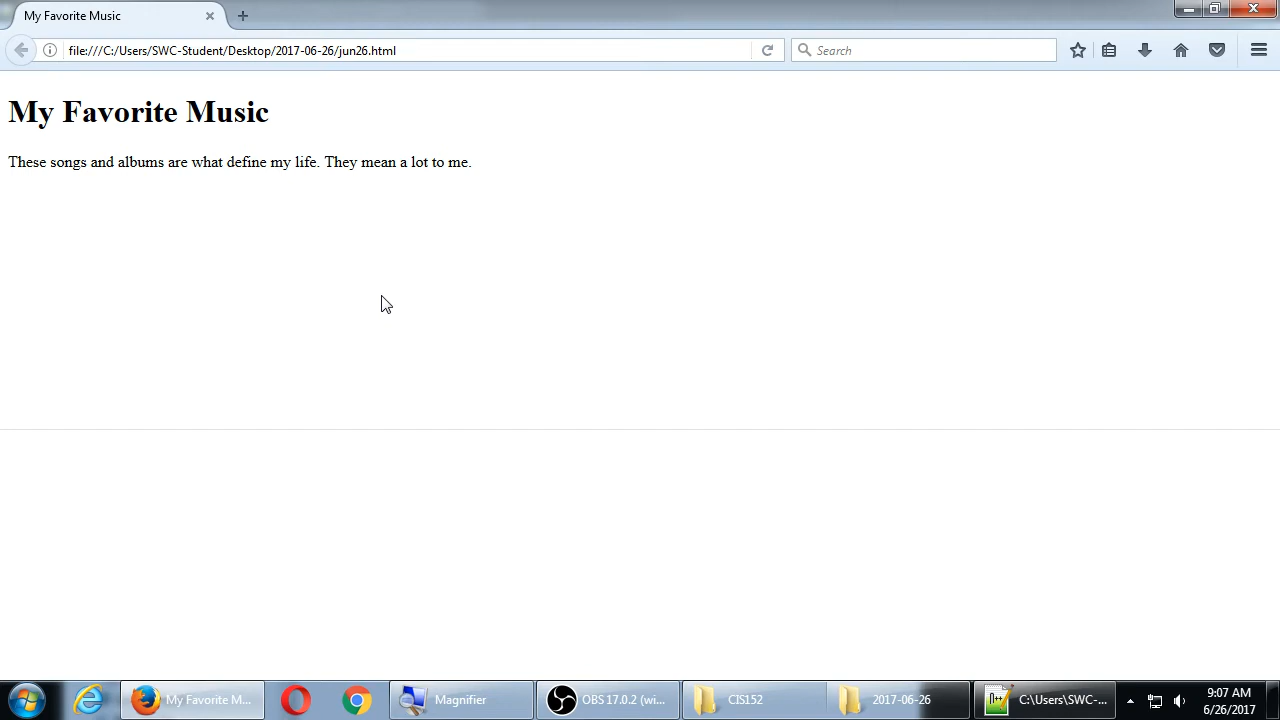 My Favorite Music
file:///C:/Users/SWC-Student/Desktop/2017-06-26/jun26.html
Search
My Favorite Music
These songs and albums are what define my life. They mean a lot to me.
My Favorite M...
Magnifier
OBS 17.0.2 (wi...
CIS152
2017-06-26
C:\Users\SWC-...
9:07 AM
6/26/2017